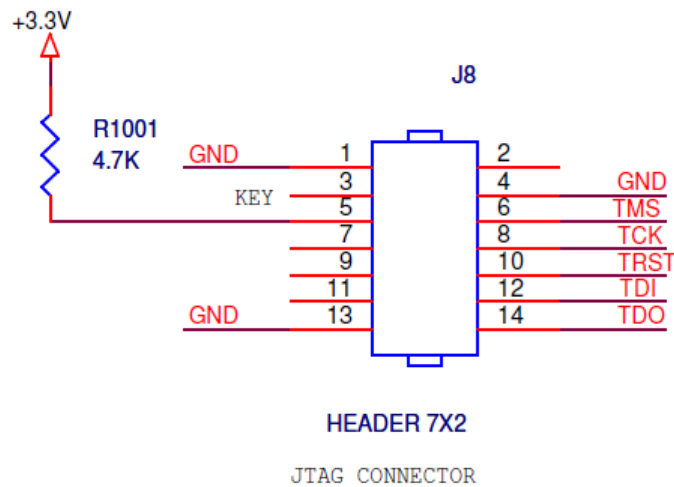 +3.3V
J8
R1001
4.7K
GND 1 2
KEY 3 4 GND
5 6 TMS
7 8 TCK
9 10 TRST
11 12 TDI
GND 13 14 TDO
HEADER 7X2
JTAG CONNECTOR